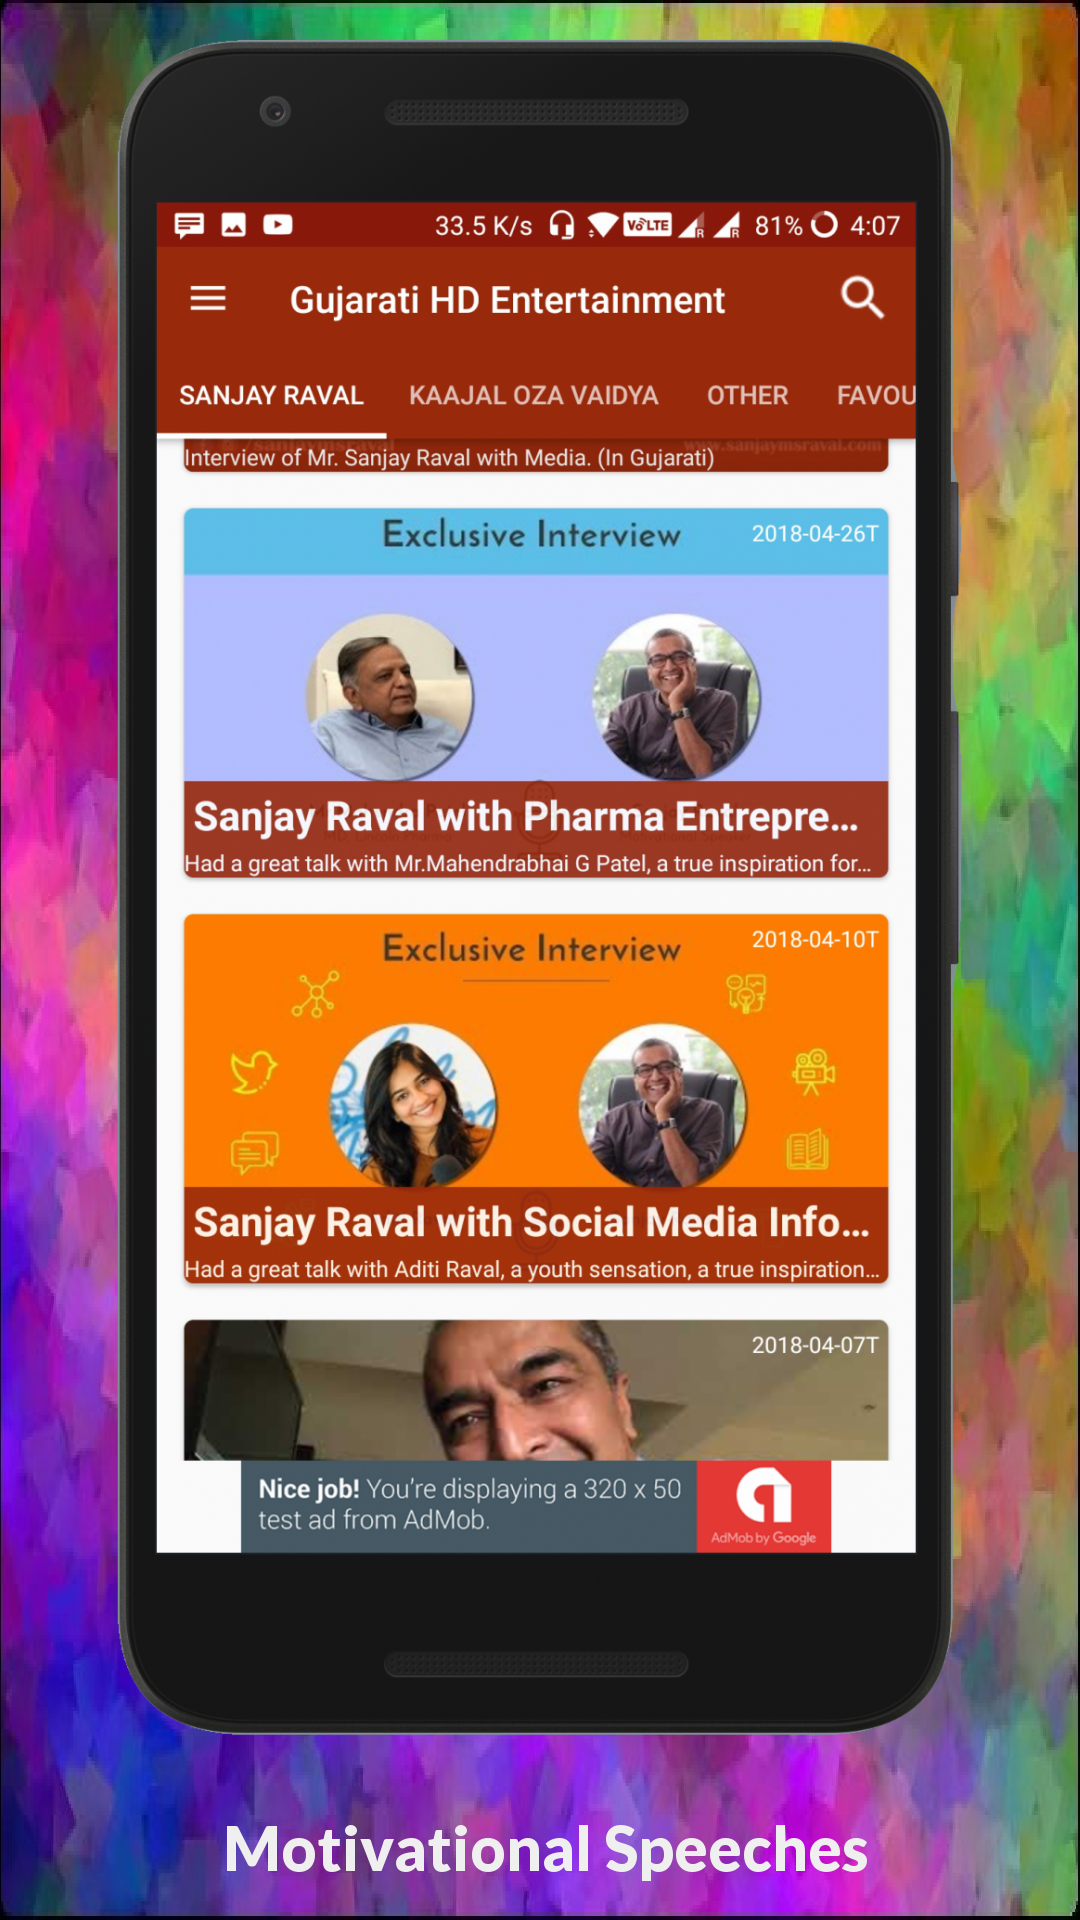 33.5 K/s VoLTE R R 81% 4:07
Gujarati HD Entertainment
SANJAY RAVAL KAAJAL OZA VAIDYA OTHER FAVOU
/sanjaymsraval www.sanjaymsraval.com
Interview of Mr. Sanjay Raval with Media. (In Gujarati)
Exclusive Interview 2018-04-26T
Sanjay Raval with Pharma Entrepre...
Had a great talk with Mr.Mahendrabhai G Patel, a true inspiration for...
Exclusive Interview 2018-04-10T
Sanjay Raval with Social Media Info...
Had a great talk with Aditi Raval, a youth sensation, a true inspiration...
2018-04-07T
Nice job! You're displaying a 320 x 50
test ad from AdMob.
AdMob by Google
Motivational Speeches